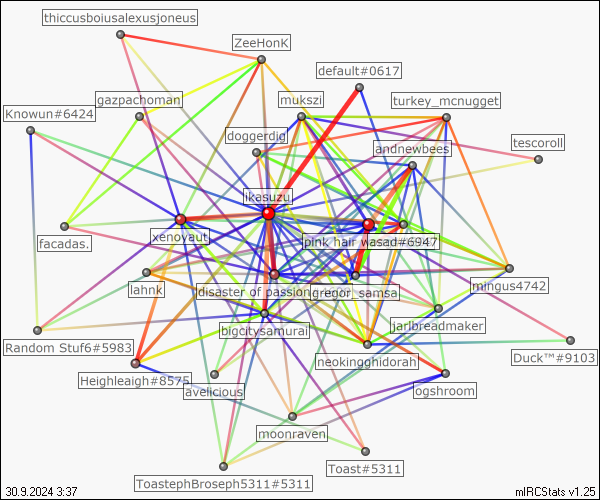 thiccusboiusalexusjoneus
ZeeHonK
default#0617
gazpachoman
mukszi
turkey_mcnugget
Knowun#6424
doggerdig
andnewbees
tescoroll
ikasuzu
xenoyaut
pink hair wasad#6947
facadas.
lahnk
disaster of passion
gregor_samsa
mingus4742
bigcitysamurai
jarlbreadmaker
Random Stuf6#5983
neokingghidorah
Duck™#9103
Heighleaigh#8575
avelicious
ogshroom
moonraven
Toast#5311
ToastephBroseph5311#5311
30.9.2024 3:37
mIRCStats v1.25